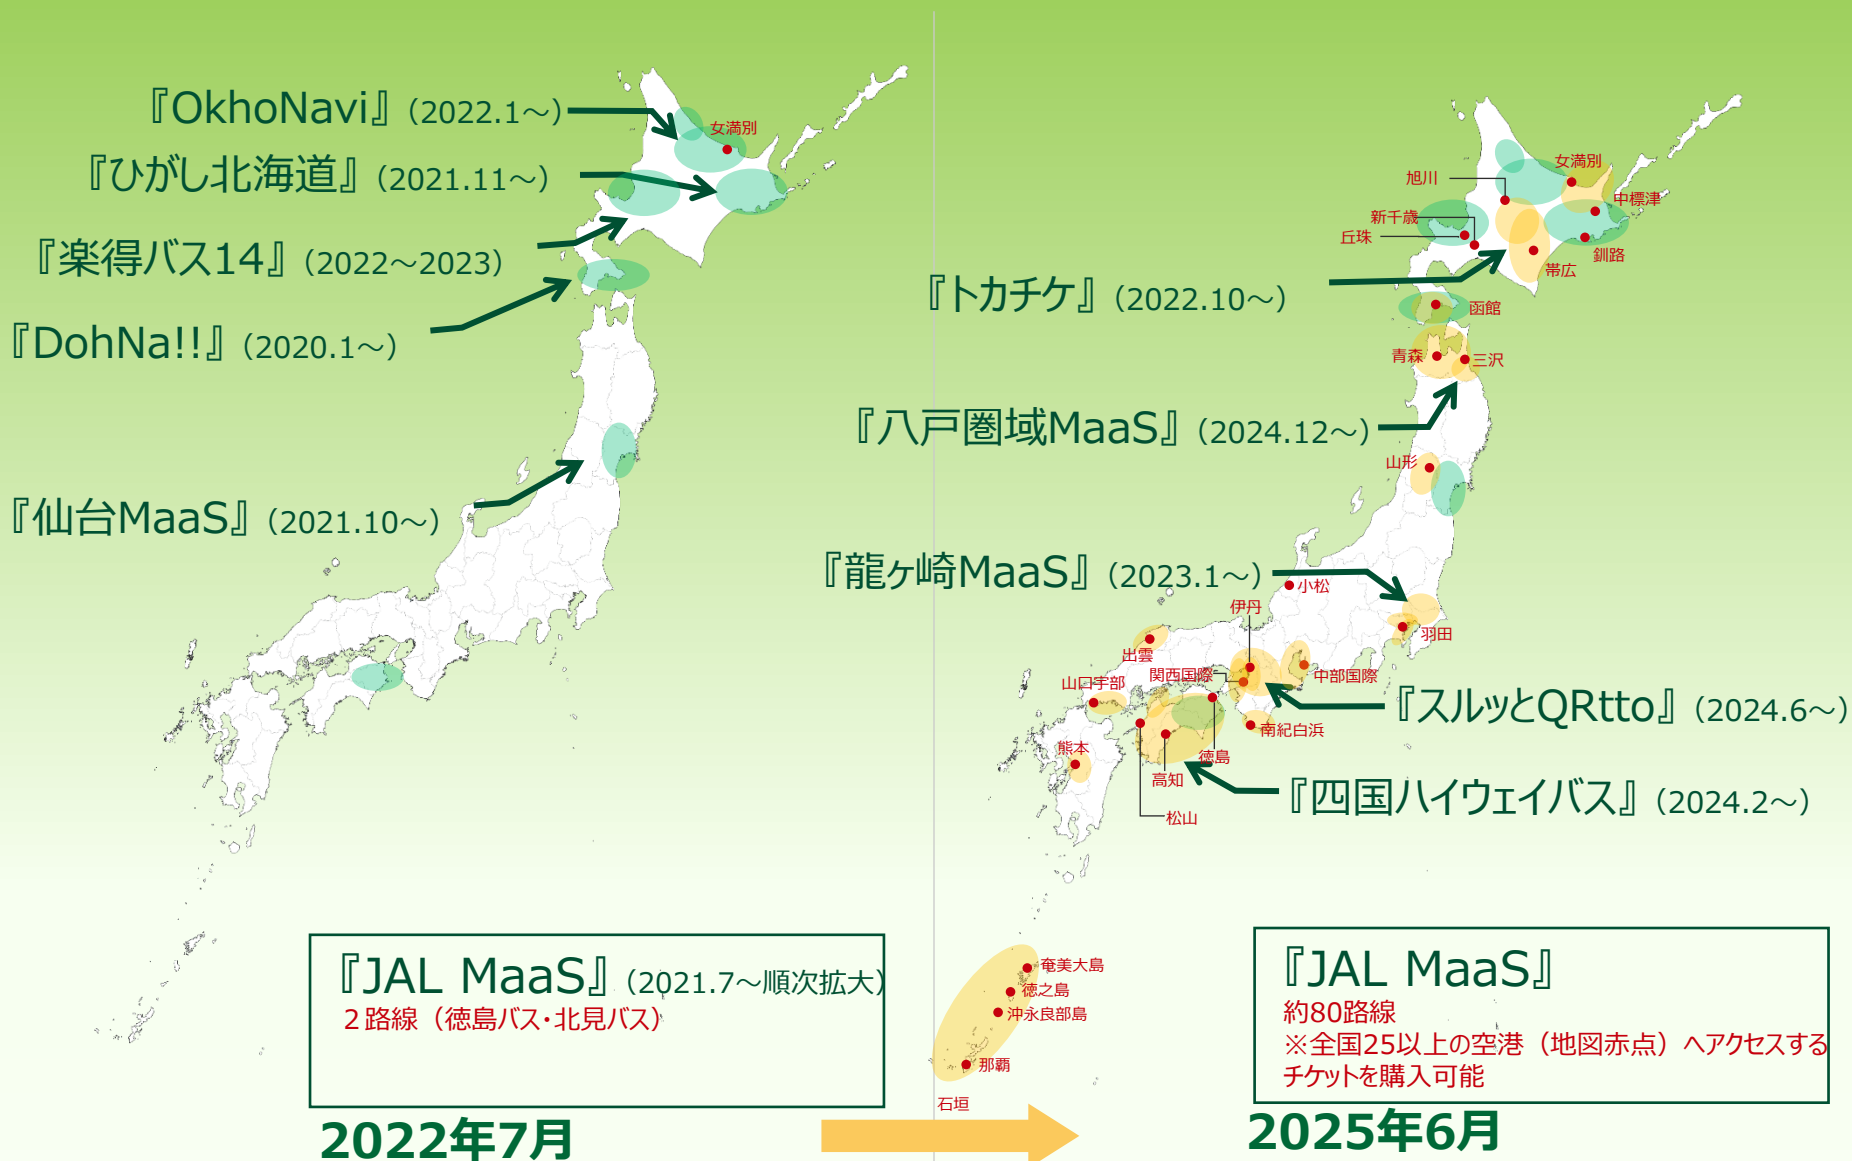 『OkhoNavi』（2022.1～）
『ひがし北海道』（2021.11～）
『楽得バス14』（2022～2023）
『DohNa!!』（2020.1～）
『仙台MaaS』（2021.10～）
女満別
『JAL MaaS』（2021.7～順次拡大）
２路線（徳島バス・北見バス）
2022年7月
女満別
旭川
中標津
新千歳
丘珠
釧路
帯広
『トカチケ』（2022.10～）
函館
青森
三沢
『八戸圏域MaaS』（2024.12～）
山形
『龍ヶ崎MaaS』（2023.1～）
小松
伊丹
羽田
出雲
関西国際
中部国際
山口宇部
『スルッとQRtto』（2024.6～）
南紀白浜
熊本
徳島
高知
『四国ハイウェイバス』（2024.2～）
松山
奄美大島
徳之島
沖永良部島
那覇
石垣
『JAL MaaS』
約80路線
※全国25以上の空港（地図赤点）へアクセスする
チケットを購入可能
2025年6月